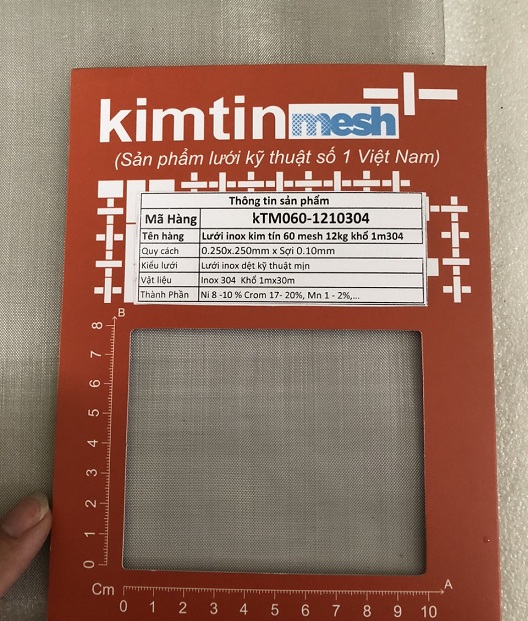 kimtin mesh
(Sản phẩm lưới kỹ thuật số 1 Việt Nam)
Thông tin sản phẩm
Mã Hàng kTM060-1210304
Tên hàng Lưới inox kim tín 60 mesh 12kg khổ 1m304
Quy cách 0.250x.250mm x Sợi 0.10mm
Kiểu lưới Lưới inox dệt kỹ thuật mịn
Vật liệu Inox 304 Khổ 1mx30m
Thành Phần Ni 8 -10 % Crom 17- 20%, Mn 1 - 2%,...
B
8
7
6
5
4
3
2
1
0
Cm
A
0 1 2 3 4 5 6 7 8 9 10